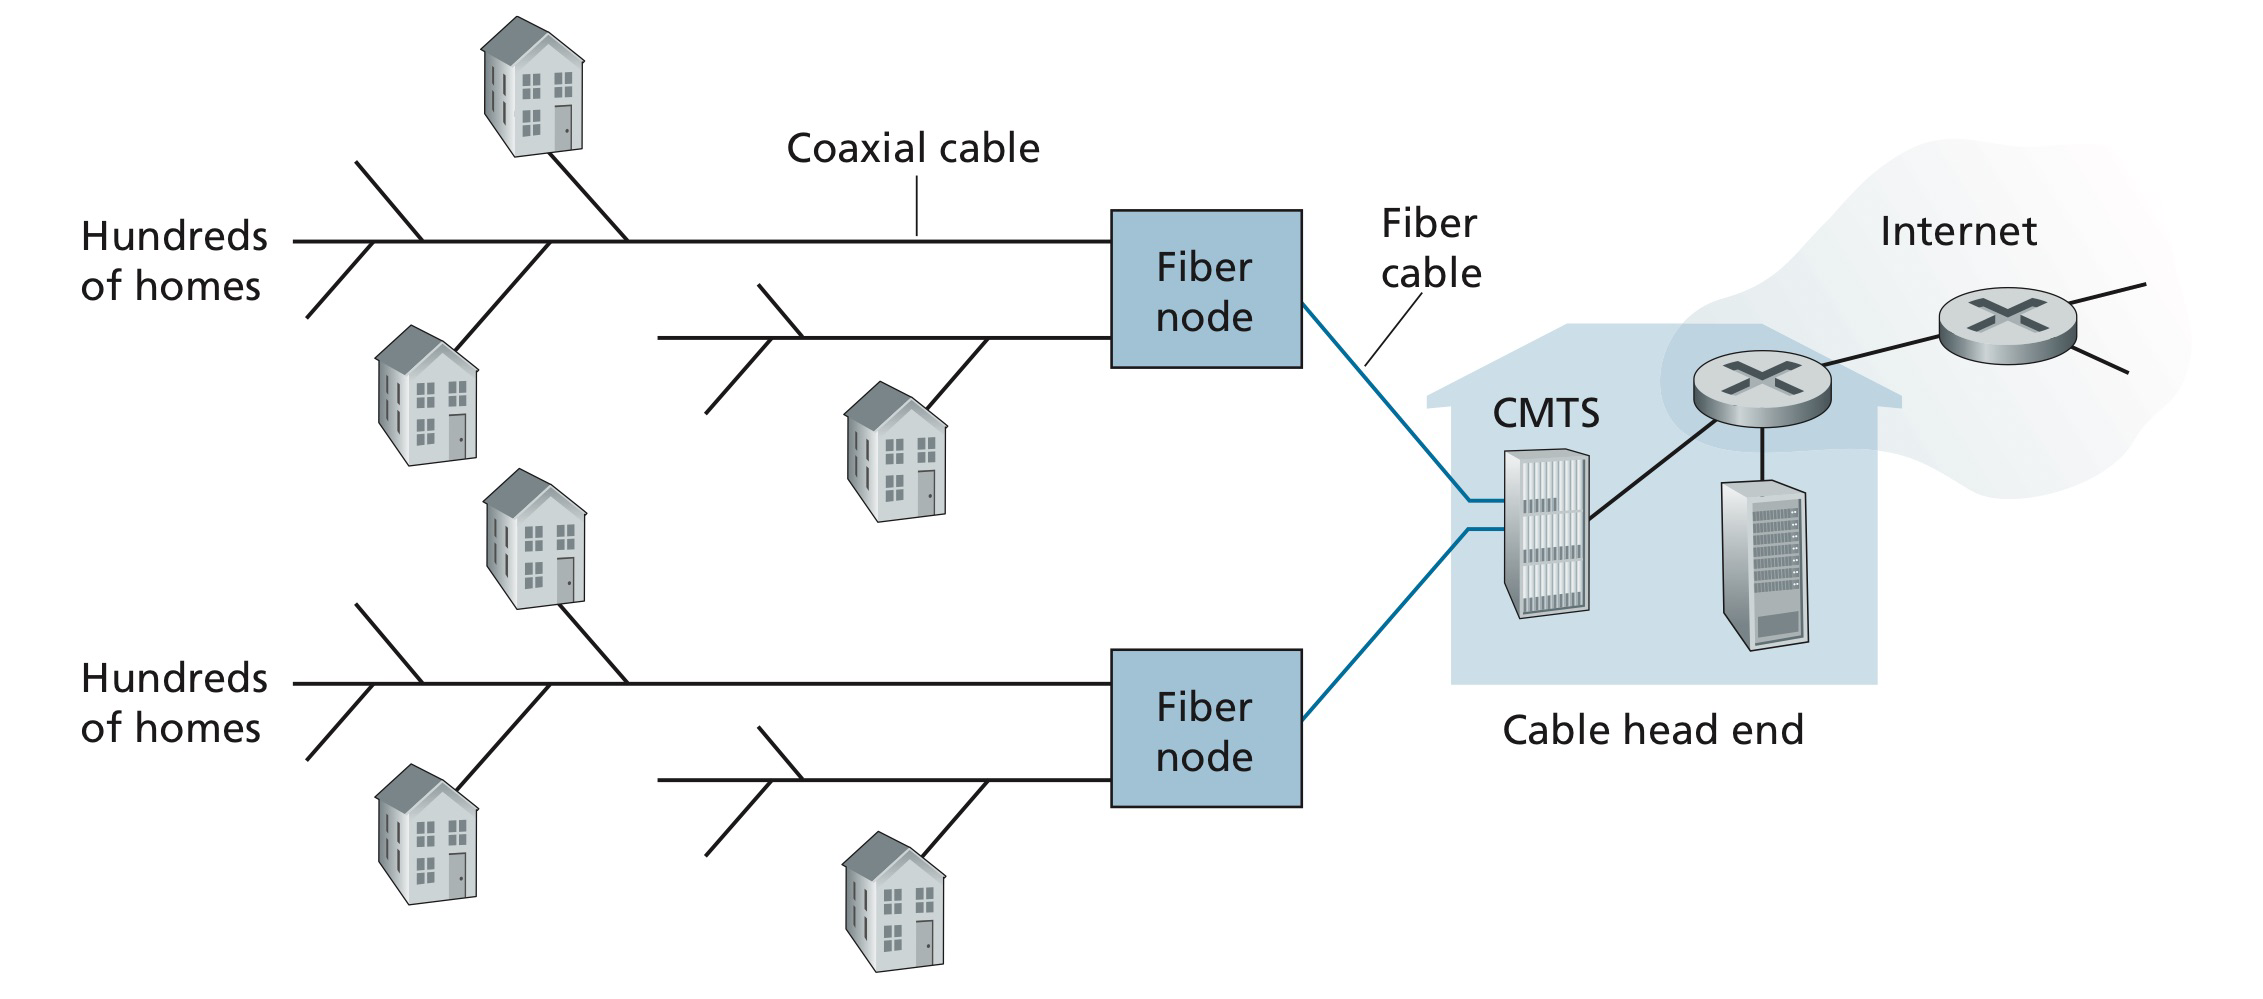 Coaxial cable
Hundreds
of homes
Fiber
node
Fiber
cable
Internet
CMTS
Hundreds
of homes
Fiber
node
Cable head end